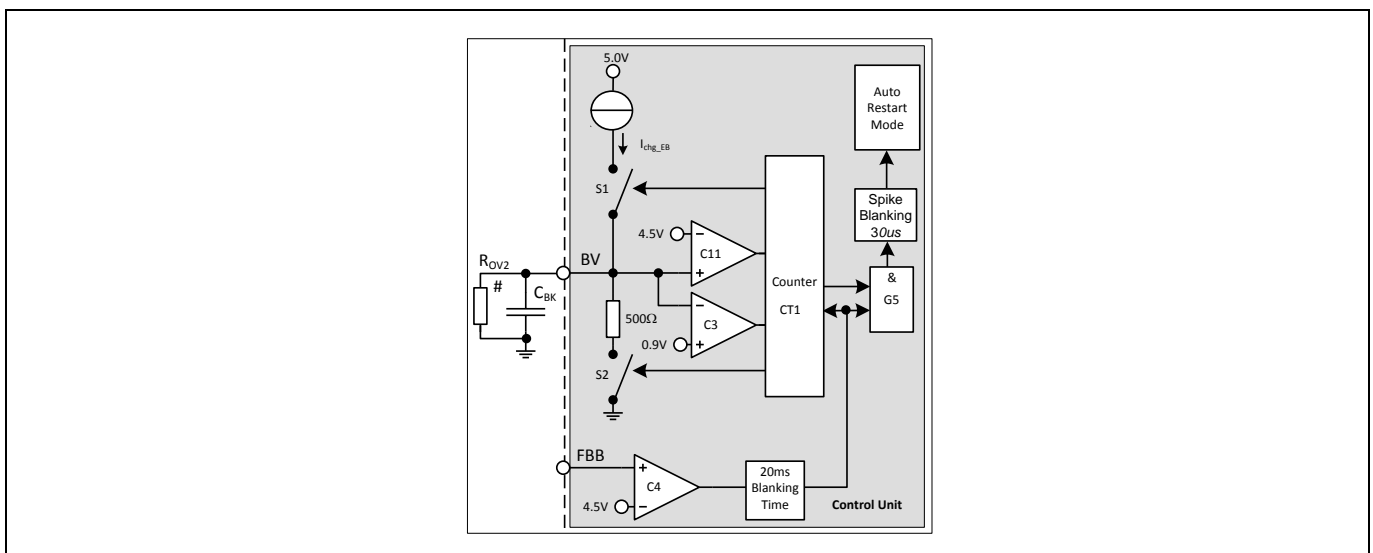 5.0V
Auto
Restart
Mode
Ichg_EB
S1
Spike
Blanking
30us
4.5V
C11
BV
ROV2
#
CBK
Counter
CT1
&
G5
500Ω
C3
0.9V
S2
FBB
C4
4.5V
20ms
Blanking
Time
Control Unit